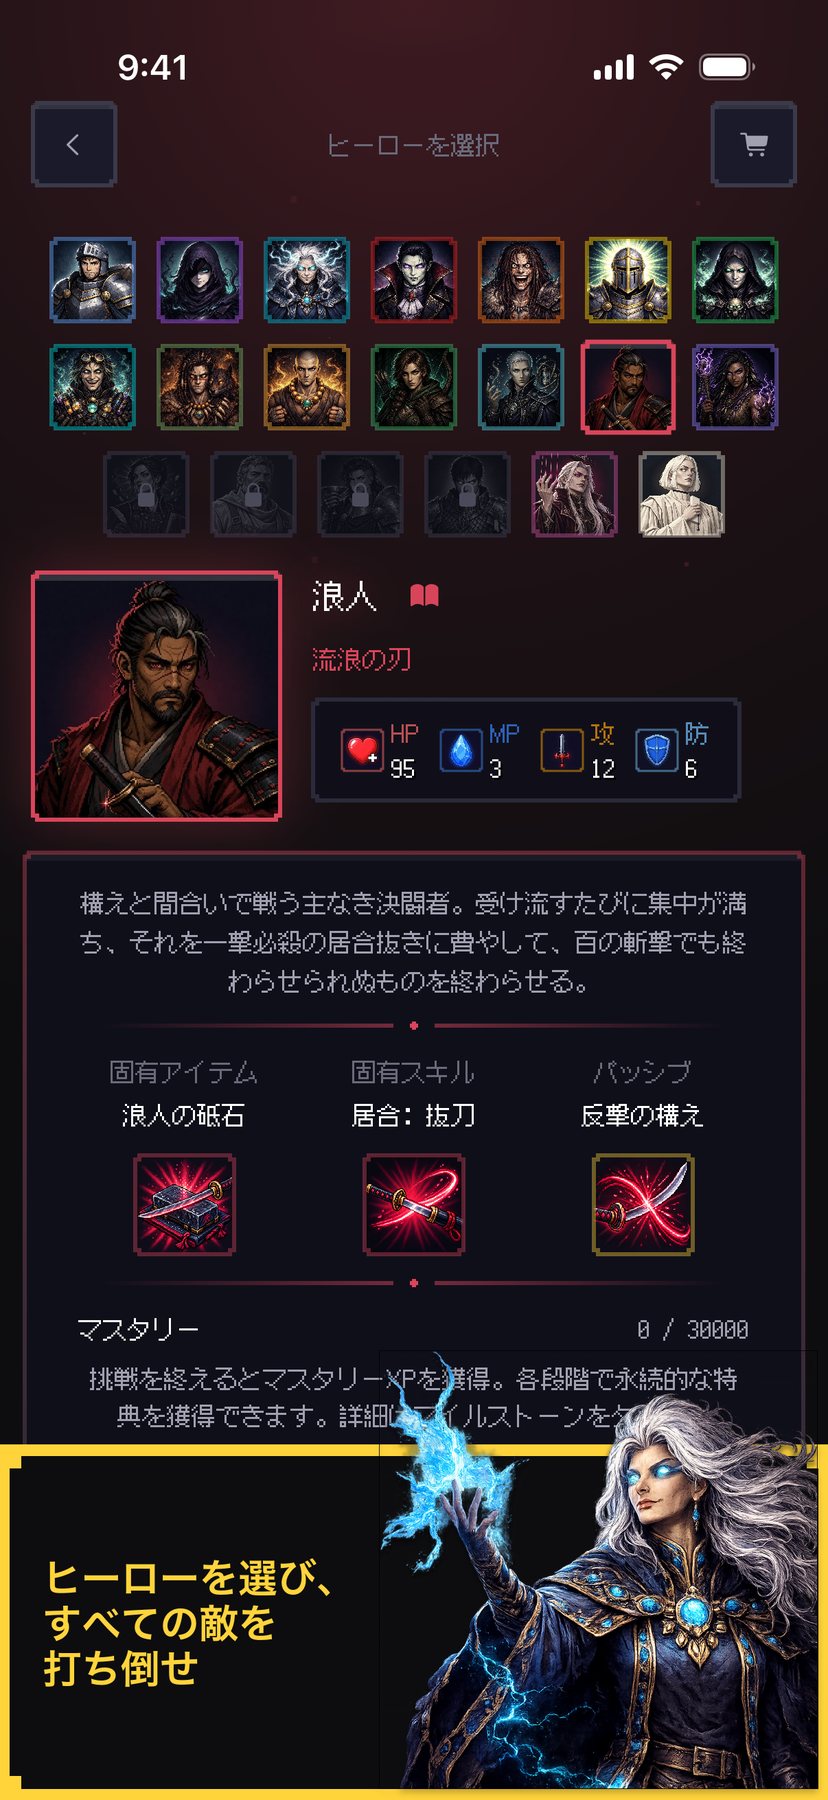 9:41
ヒーローを選択
浪人
流浪の刃
HP
95
MP
3
攻
12
防
6
構えと間合いで戦う主なき決闘者。受け流すたびに集中が満
ち、それを一撃必殺の居合抜きに費やして、百の斬撃でも終
わらせられぬものを終わらせる。
固有アイテム
浪人の砥石
固有スキル
居合：抜刀
パッシブ
反撃の構え
マスタリー
0 / 30000
挑戦を終えるとマスタリーXPを獲得。各段階で永続的な特
典を獲得できます。詳細は
イルストーンを
ヒーローを選び、
すべての敵を
打ち倒せ